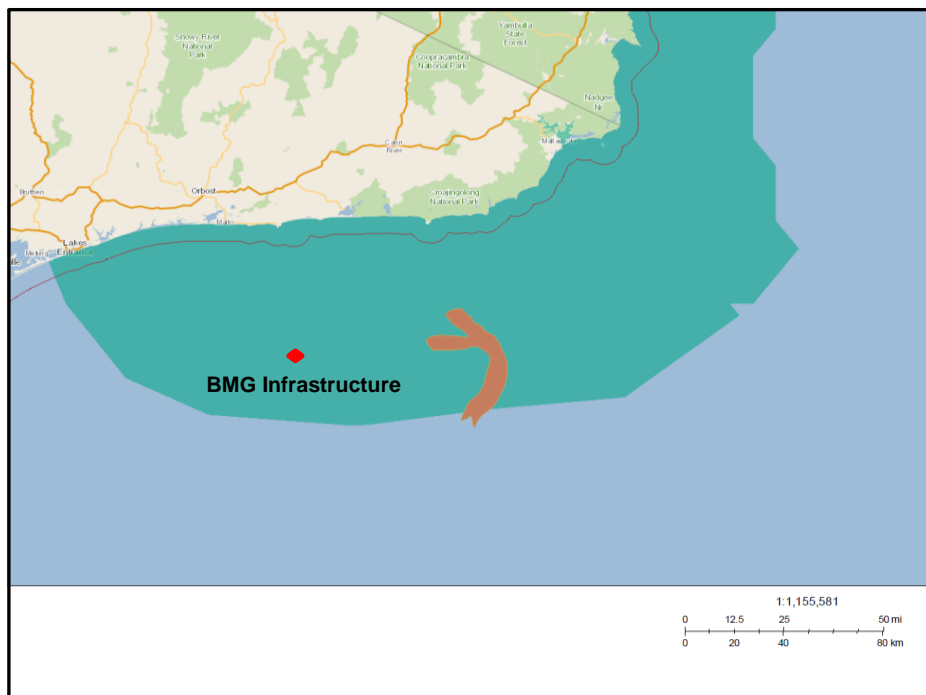 Snowy River
National
Park
Yambulla
State
Forest
Coopracambra
National Park
Nadgee
Nr.
Cann
River
Bruthen
Orbost
Croajingolong
National Park
Lakes
Entrance
BMG Infrastructure
1:1,155,581
0 12.5 25 50 mi
0 20 40 80 km